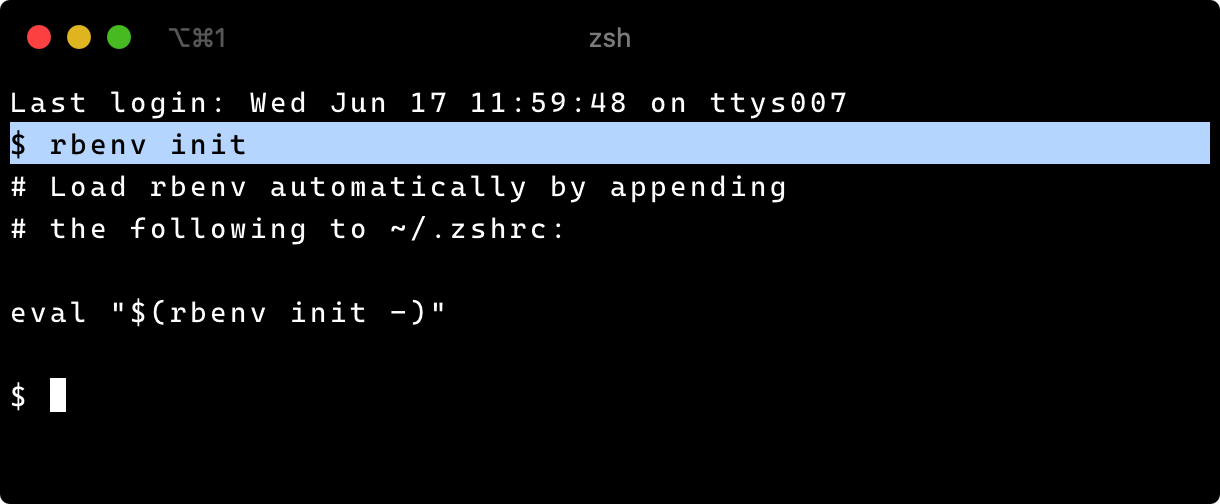 ⌥⌘1 zsh
Last login: Wed Jun 17 11:59:48 on ttys007
$ rbenv init
# Load rbenv automatically by appending
# the following to ~/.zshrc:
eval "$(rbenv init -)"
$